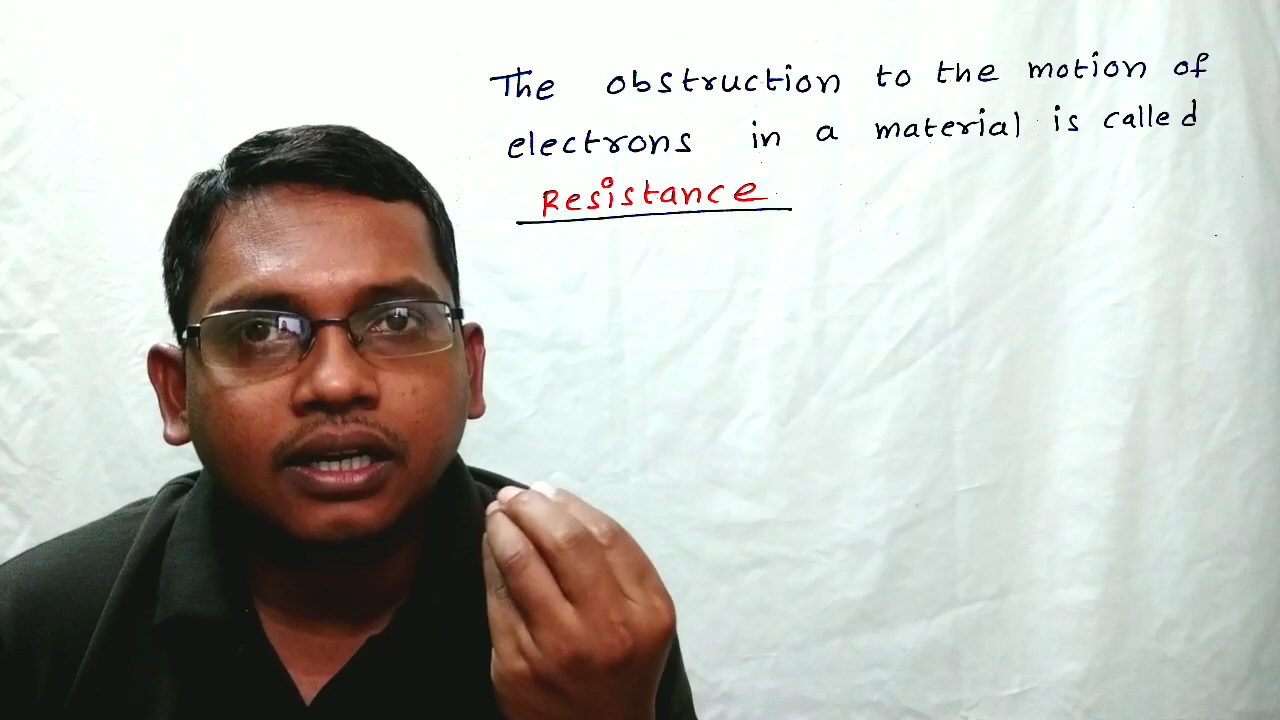 The obstruction to the motion of
electrons in a material is called
Resistance